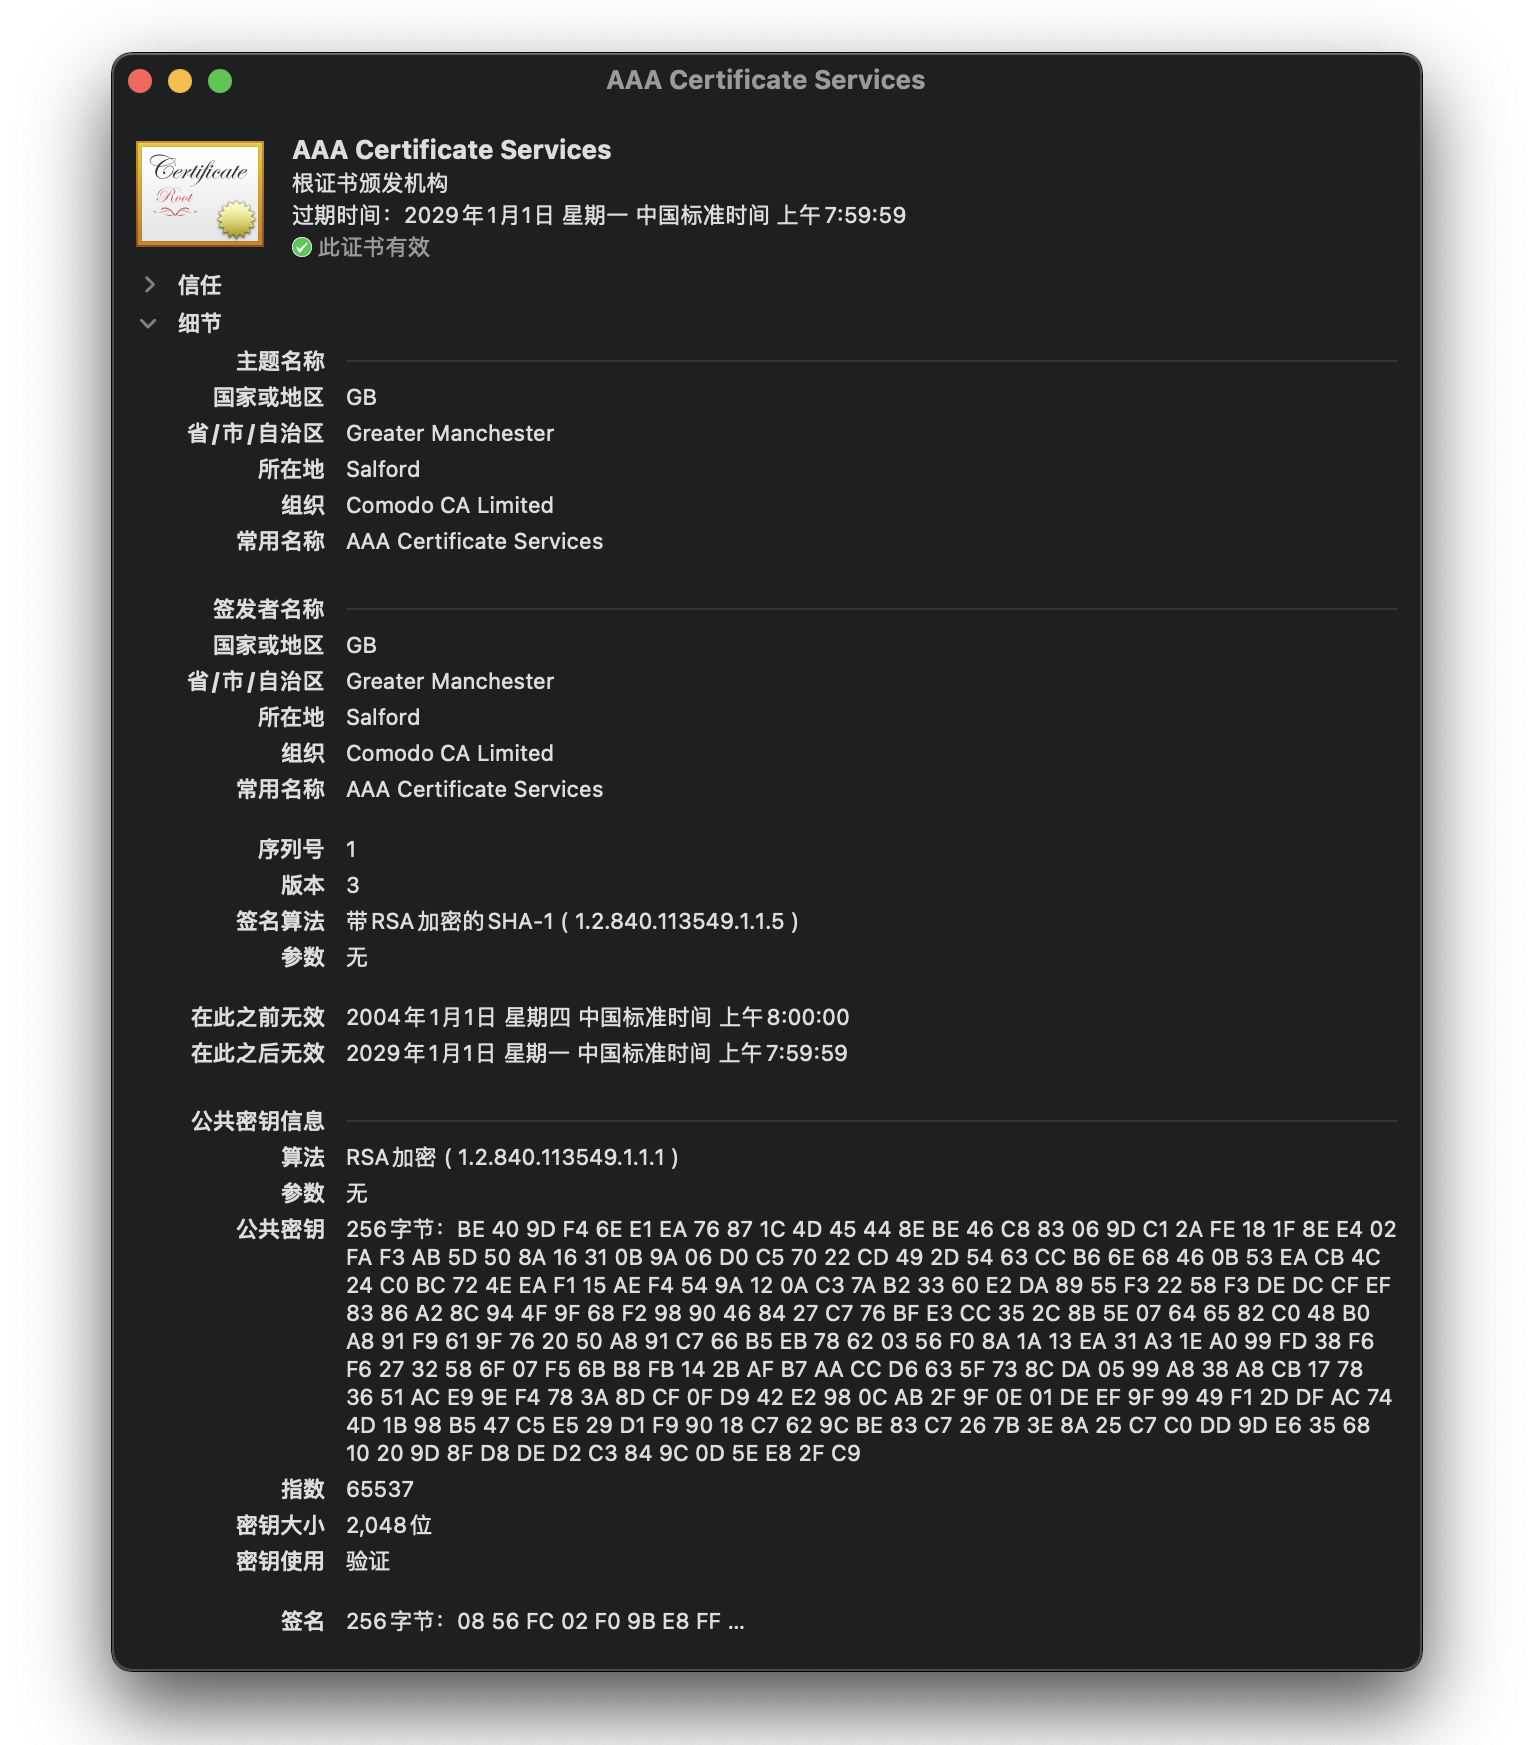 AAA Certificate Services
Certificate
Root
AAA Certificate Services
根证书颁发机构
过期时间：2029年1月1日 星期一 中国标准时间 上午7:59:59
此证书有效
信任
细节
主题名称
国家或地区 GB
省/市/自治区 Greater Manchester
所在地 Salford
组织 Comodo CA Limited
常用名称 AAA Certificate Services
签发者名称
国家或地区 GB
省/市/自治区 Greater Manchester
所在地 Salford
组织 Comodo CA Limited
常用名称 AAA Certificate Services
序列号 1
版本 3
签名算法 带RSA加密的SHA-1 ( 1.2.840.113549.1.1.5 )
参数 无
在此之前无效 2004年1月1日 星期四 中国标准时间 上午8:00:00
在此之后无效 2029年1月1日 星期一 中国标准时间 上午7:59:59
公共密钥信息
算法 RSA加密 ( 1.2.840.113549.1.1.1 )
参数 无
公共密钥 256字节：BE 40 9D F4 6E E1 EA 76 87 1C 4D 45 44 8E BE 46 C8 83 06 9D C1 2A FE 18 1F 8E E4 02
FA F3 AB 5D 50 8A 16 31 0B 9A 06 D0 C5 70 22 CD 49 2D 54 63 CC B6 6E 68 46 0B 53 EA CB 4C
24 C0 BC 72 4E EA F1 15 AE F4 54 9A 12 0A C3 7A B2 33 60 E2 DA 89 55 F3 22 58 F3 DE DC CF EF
83 86 A2 8C 94 4F 9F 68 F2 98 90 46 84 27 C7 76 BF E3 CC 35 2C 8B 5E 07 64 65 82 C0 48 B0
A8 91 F9 61 9F 76 20 50 A8 91 C7 66 B5 EB 78 62 03 56 F0 8A 1A 13 EA 31 A3 1E A0 99 FD 38 F6
F6 27 32 58 6F 07 F5 6B B8 FB 14 2B AF B7 AA CC D6 63 5F 73 8C DA 05 99 A8 38 A8 CB 17 78
36 51 AC E9 9E F4 78 3A 8D CF 0F D9 42 E2 98 0C AB 2F 9F 0E 01 DE EF 9F 99 49 F1 2D DF AC 74
4D 1B 98 B5 47 C5 E5 29 D1 F9 90 18 C7 62 9C BE 83 C7 26 7B 3E 8A 25 C7 C0 DD 9D E6 35 68
10 20 9D 8F D8 DE D2 C3 84 9C 0D 5E E8 2F C9
指数 65537
密钥大小 2,048位
密钥使用 验证
签名 256字节：08 56 FC 02 F0 9B E8 FF ...